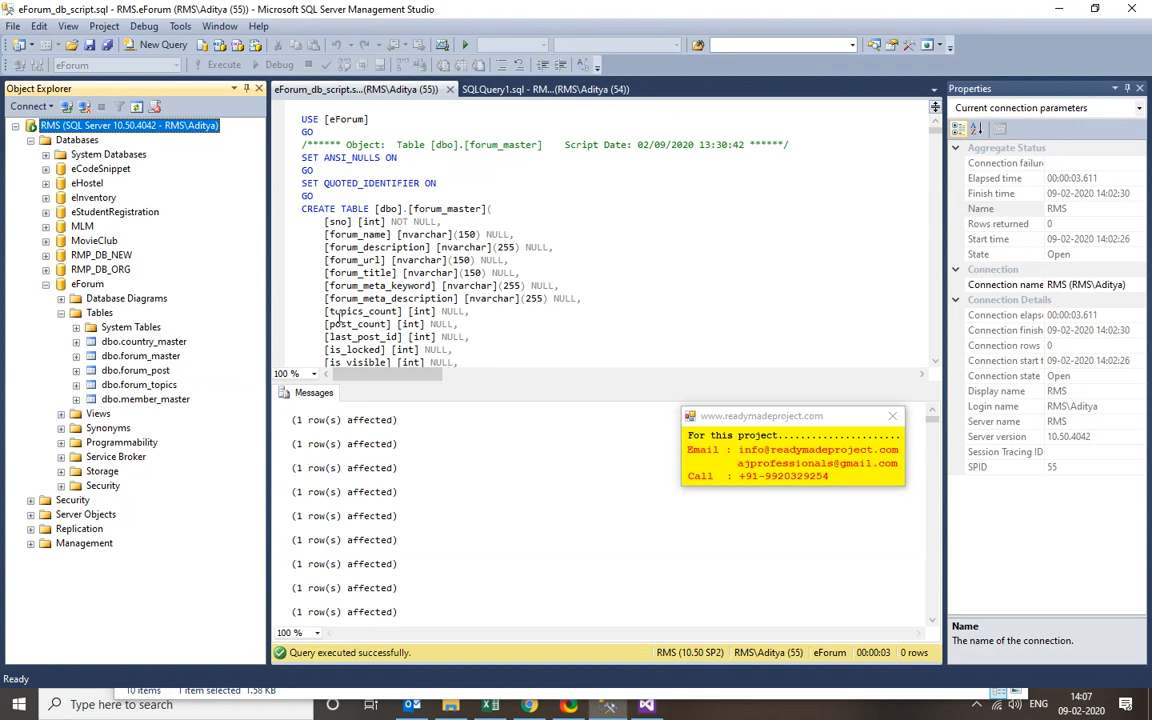 eForum_db_script.sql - RMS.eForum (RMS\Aditya (55)) - Microsoft SQL Server Management Studio
File Edit View Project Debug Tools Window Help
New Query
eForum Execute Debug
Object Explorer
Connect
RMS (SQL Server 10.50.4042 - RMS\Aditya)
Databases
System Databases
eCodeSnippet
eHostel
eInventory
eStudentRegistration
MLM
MovieClub
RMP_DB_NEW
RMP_DB_ORG
eForum
Database Diagrams
Tables
System Tables
dbo.country_master
dbo.forum_master
dbo.forum_post
dbo.forum_topics
dbo.member_master
Views
Synonyms
Programmability
Service Broker
Storage
Security
Security
Server Objects
Replication
Management
eForum_db_script.s...(RMS\Aditya (55)) SQLQuery1.sql - RM...(RMS\Aditya (54))
USE [eForum]
GO
/****** Object:  Table [dbo].[forum_master]    Script Date: 02/09/2020 13:30:42 ******/
SET ANSI_NULLS ON
GO
SET QUOTED_IDENTIFIER ON
GO
CREATE TABLE [dbo].[forum_master](
[sno] [int] NOT NULL,
[forum_name] [nvarchar](150) NULL,
[forum_description] [nvarchar](255) NULL,
[forum_url] [nvarchar](150) NULL,
[forum_title] [nvarchar](150) NULL,
[forum_meta_keyword] [nvarchar](255) NULL,
[forum_meta_description] [nvarchar](255) NULL,
[topics_count] [int] NULL,
[post_count] [int] NULL,
[last_post_id] [int] NULL,
[is_locked] [int] NULL,
[is_visible] [int] NULL,
100 %
Messages
(1 row(s) affected)
(1 row(s) affected)
(1 row(s) affected)
(1 row(s) affected)
(1 row(s) affected)
(1 row(s) affected)
(1 row(s) affected)
(1 row(s) affected)
(1 row(s) affected)
100 %
Query executed successfully. RMS (10.50 SP2) RMS\Aditya (55) eForum 00:00:03 0 rows
www.readymadeproject.com
For this project......................
Email : info@readymadeproject.com
ajprofessionals@gmail.com
Call : +91-9920329254
Properties
Current connection parameters
Aggregate Status
Connection failure
Elapsed time 00:00:03.611
Finish time 09-02-2020 14:02:30
Name RMS
Rows returned 0
Start time 09-02-2020 14:02:26
State Open
Connection
Connection name RMS (RMS\Aditya)
Connection Details
Connection elaps 00:00:03.611
Connection finish 09-02-2020 14:02:30
Connection rows 0
Connection start t 09-02-2020 14:02:26
Connection state Open
Display name RMS
Login name RMS\Aditya
Server name RMS
Server version 10.50.4042
Session Tracing ID
SPID 55
Name
The name of the connection.
Ready
10 items 1 item selected 1.58 KB
Type here to search
ENG
14:07
09-02-2020